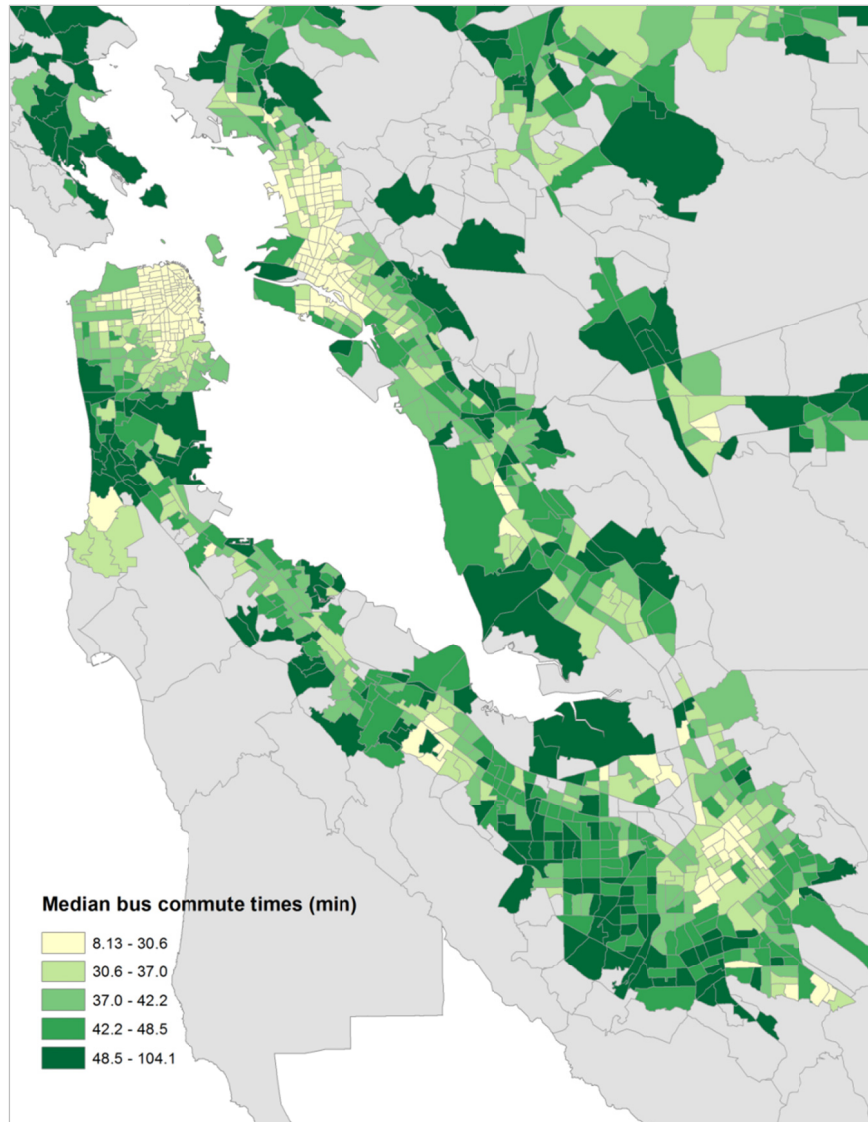 Median bus commute times (min)
8.13 - 30.6
30.6 - 37.0
37.0 - 42.2
42.2 - 48.5
48.5 - 104.1